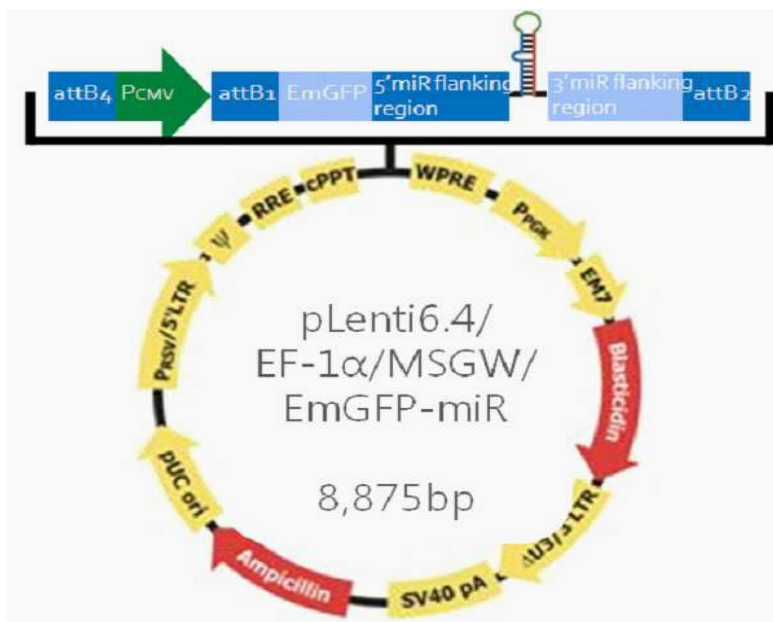 attB4
PCMV
attB1
EmGFP
5'miR flanking
region
3'miR flanking
region
attB2
cPPT
WPRE
RRE
PPGK
ψ
EM7
PRSV/5'LTR
pLenti6.4/
EF-1α/MSGW/
EmGFP-miR
8,875bp
Blasticidin
pUC ori
ΔU3/3'LTR
Ampicillin
SV40 pA